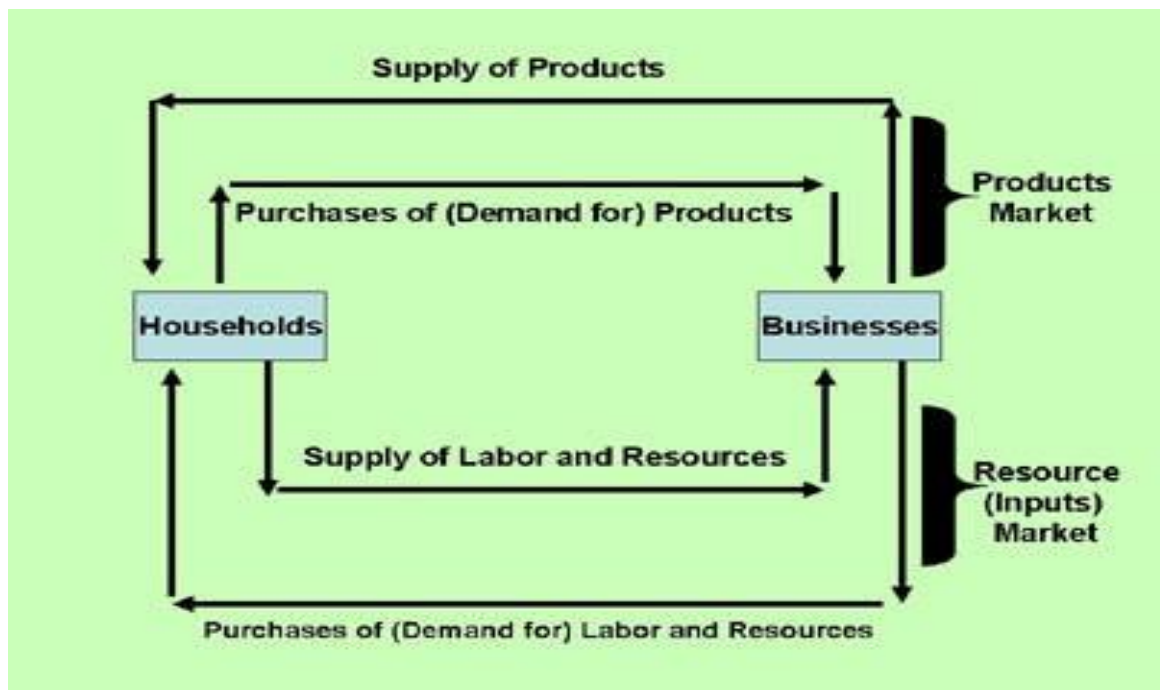 Supply of Products
Purchases of (Demand for) Products
Products
Market
Households
Businesses
Supply of Labor and Resources
Resource
(Inputs)
Market
Purchases of (Demand for) Labor and Resources